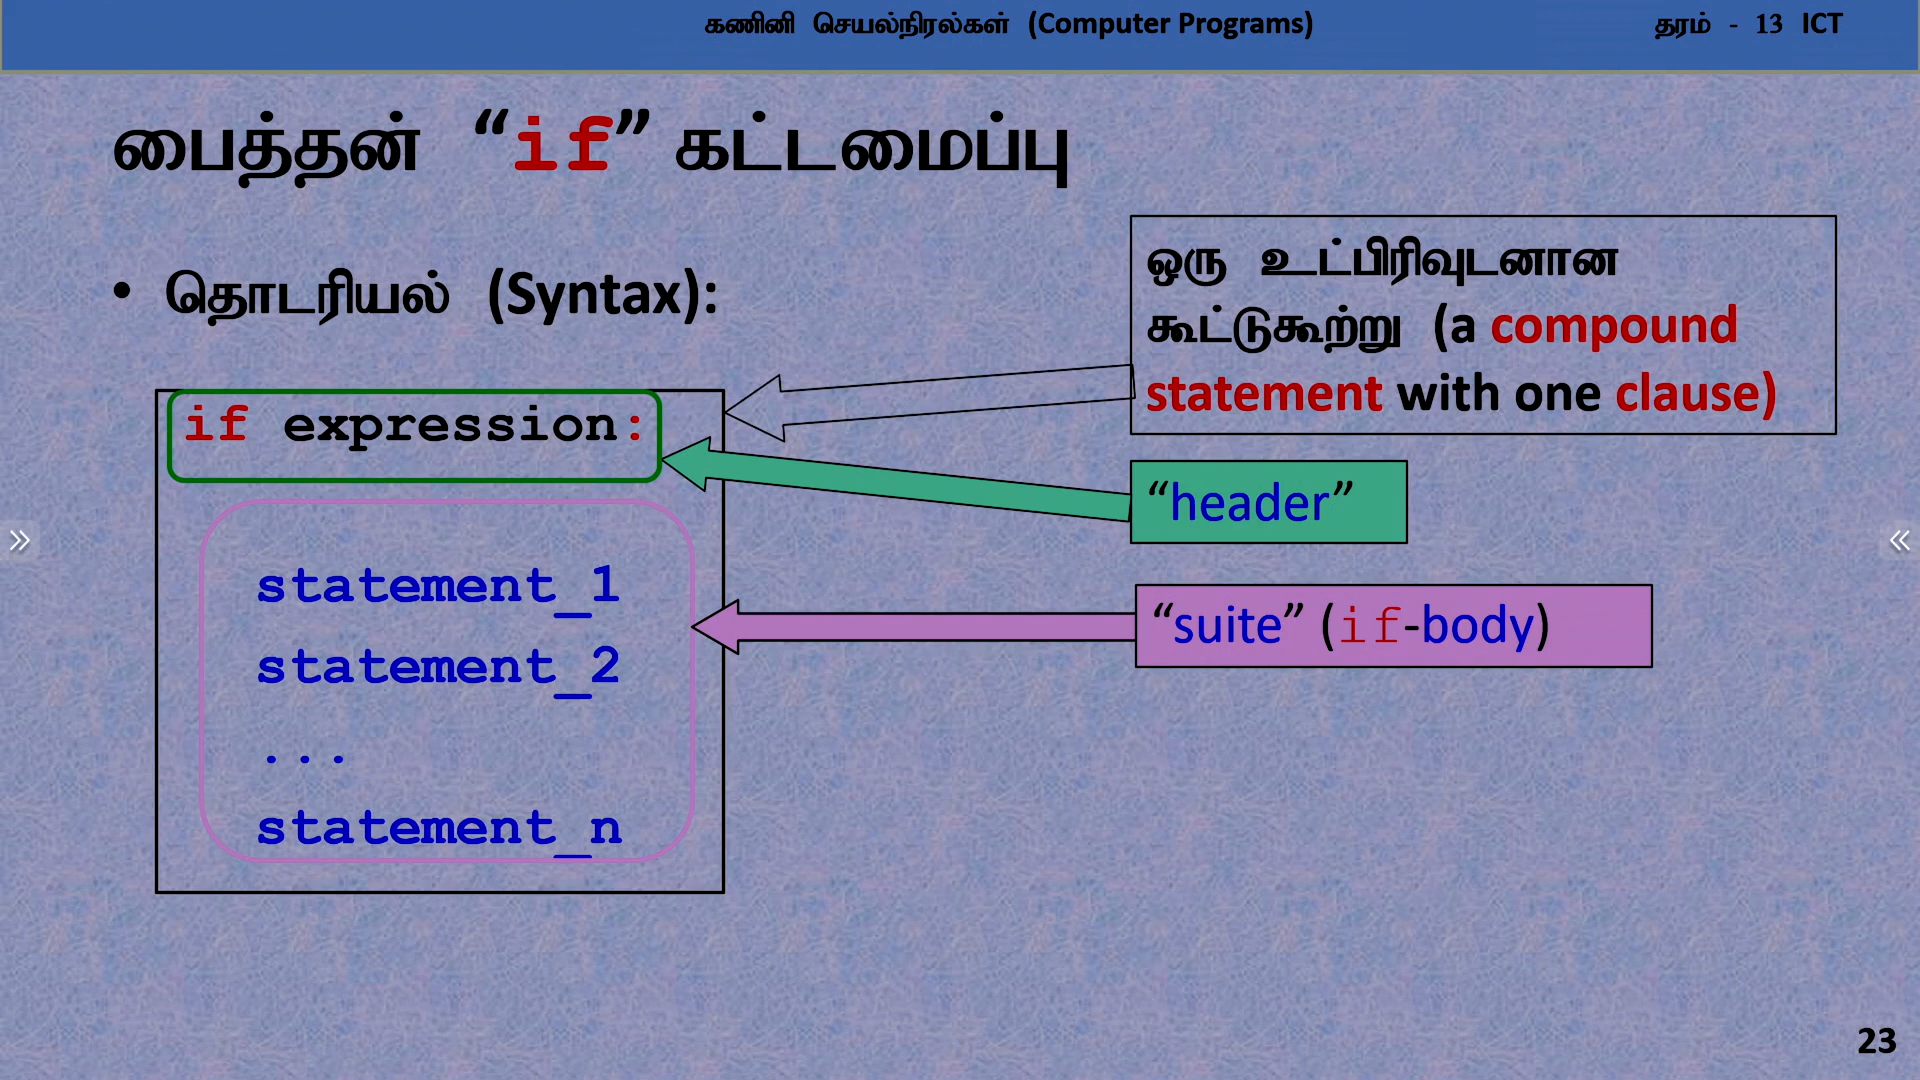 கணினி செயல்நிரல்கள் (Computer Programs)
தரம் - 13 ICT
பைத்தன் “if” கட்டமைப்பு
• தொடரியல் (Syntax):
ஒரு உட்பிரிவுடனான
கூட்டுகூற்று (a compound
statement with one clause)
if expression:
“header”
statement_1
“suite” (if-body)
statement_2
...
statement_n
23